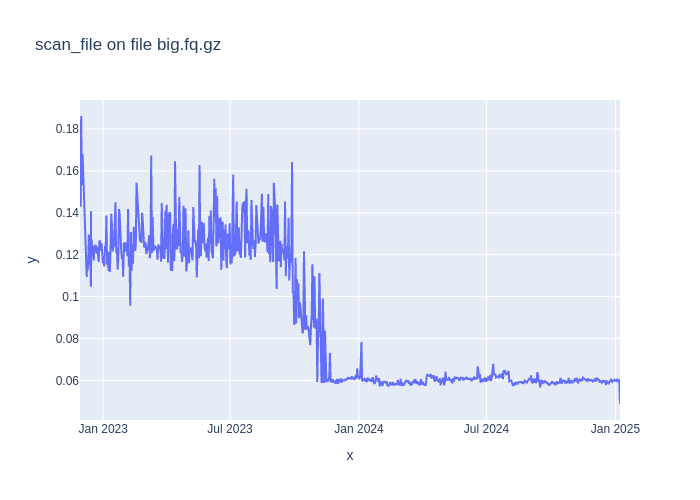 scan_file on file big.fq.gz
0.18
0.16
0.14
0.12
0.1
0.08
0.06
y
Jan 2023
Jul 2023
Jan 2024
Jul 2024
Jan 2025
x